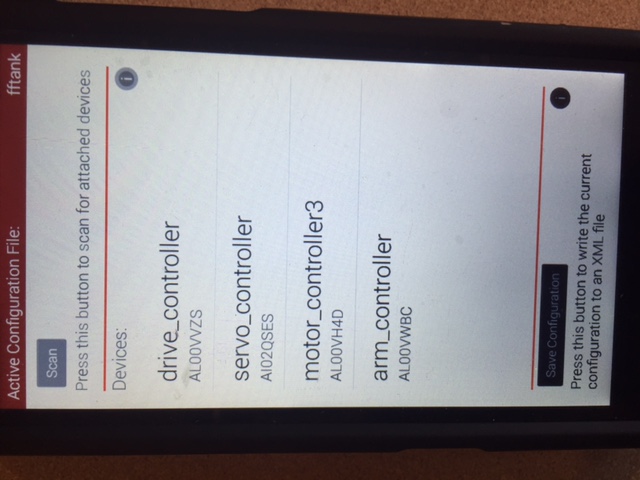 Active Configuration File: fftank
Scan
Press this button to scan for attached devices
Devices:
drive_controller
AL00VVZS
servo_controller
AI02QSES
motor_controller3
AL00VH4D
arm_controller
AL00VWBC
Save Configuration
Press this button to write the current
configuration to an XML file